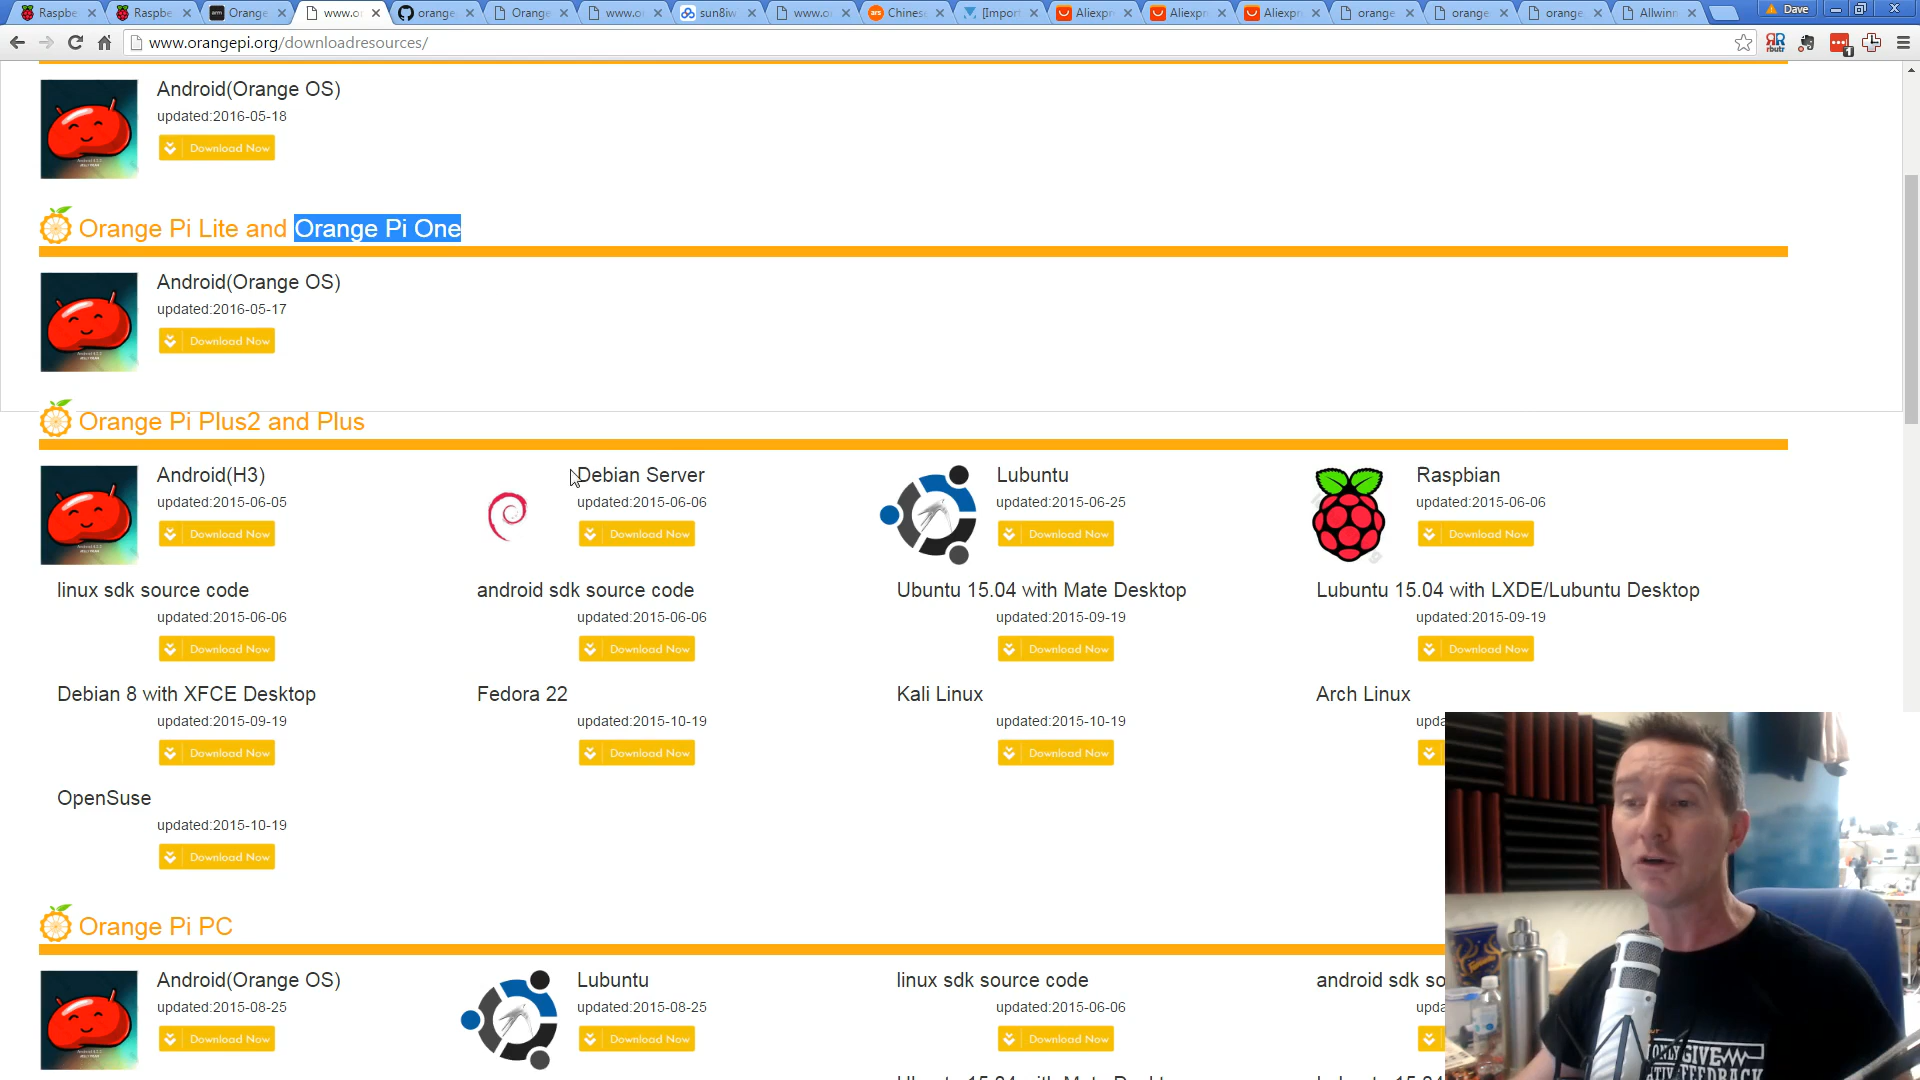 Raspbe
Raspbe
Orange
www.o
orange
Orange
www.o
sun8iw
www.o
Chines
[Import
Aliexpr
Aliexpr
Aliexpr
orange
orange
orange
Allwinn
Dave
www.orangepi.org/downloadresources/
Android(Orange OS)
updated:2016-05-18
Download Now
Orange Pi Lite and Orange Pi One
Android(Orange OS)
updated:2016-05-17
Download Now
Orange Pi Plus2 and Plus
Android(H3)
updated:2015-06-05
Download Now
Debian Server
updated:2015-06-06
Download Now
Lubuntu
updated:2015-06-25
Download Now
Raspbian
updated:2015-06-06
Download Now
linux sdk source code
updated:2015-06-06
Download Now
android sdk source code
updated:2015-06-06
Download Now
Ubuntu 15.04 with Mate Desktop
updated:2015-09-19
Download Now
Lubuntu 15.04 with LXDE/Lubuntu Desktop
updated:2015-09-19
Download Now
Debian 8 with XFCE Desktop
updated:2015-09-19
Download Now
Fedora 22
updated:2015-10-19
Download Now
Kali Linux
updated:2015-10-19
Download Now
Arch Linux
upda
OpenSuse
updated:2015-10-19
Download Now
Orange Pi PC
Android(Orange OS)
updated:2015-08-25
Download Now
Lubuntu
updated:2015-08-25
Download Now
linux sdk source code
updated:2015-06-06
Download Now
android sdk so
upda
ONLY GIVE
FEEDBACK